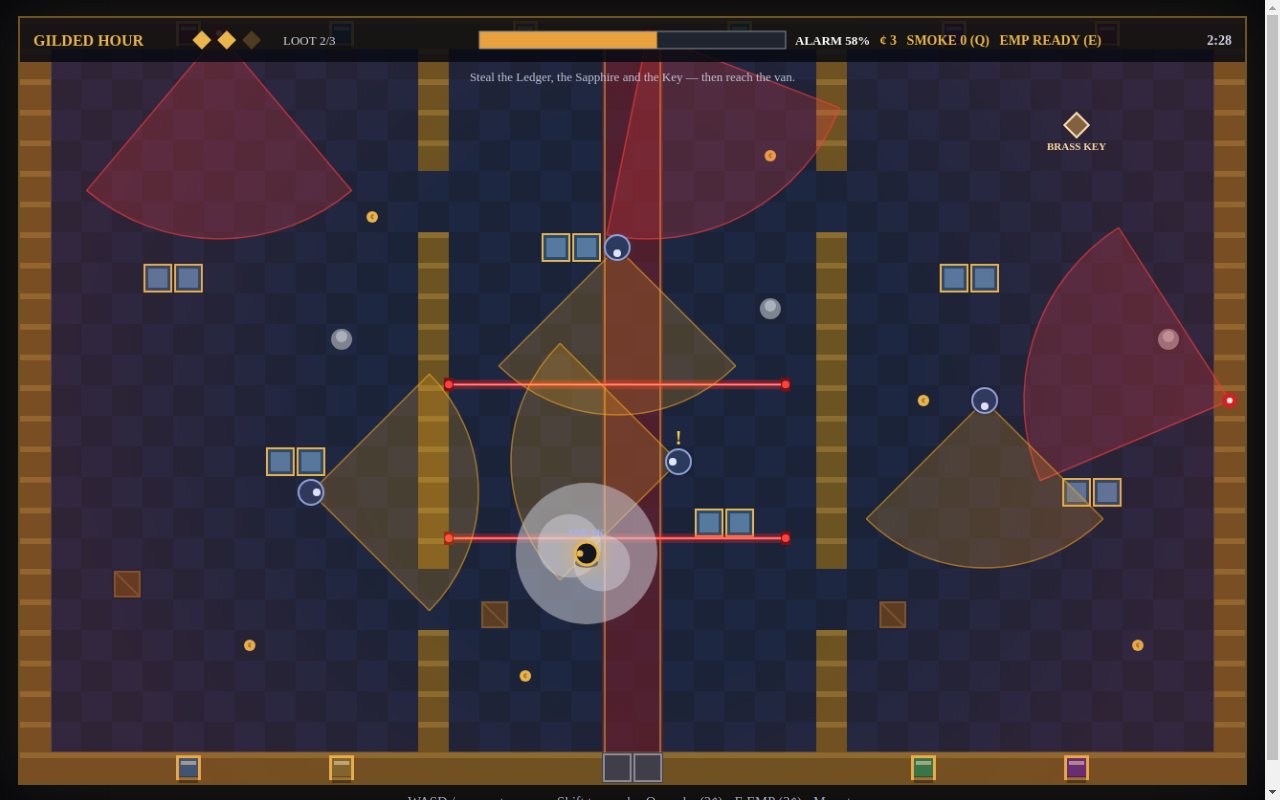 GILDED HOUR LOOT 2/3 ALARM 58% ¢ 3 SMOKE 0 (Q) EMP READY (E) 2:28
Steal the Ledger, the Sapphire and the Key — then reach the van.
BRASS KEY
!